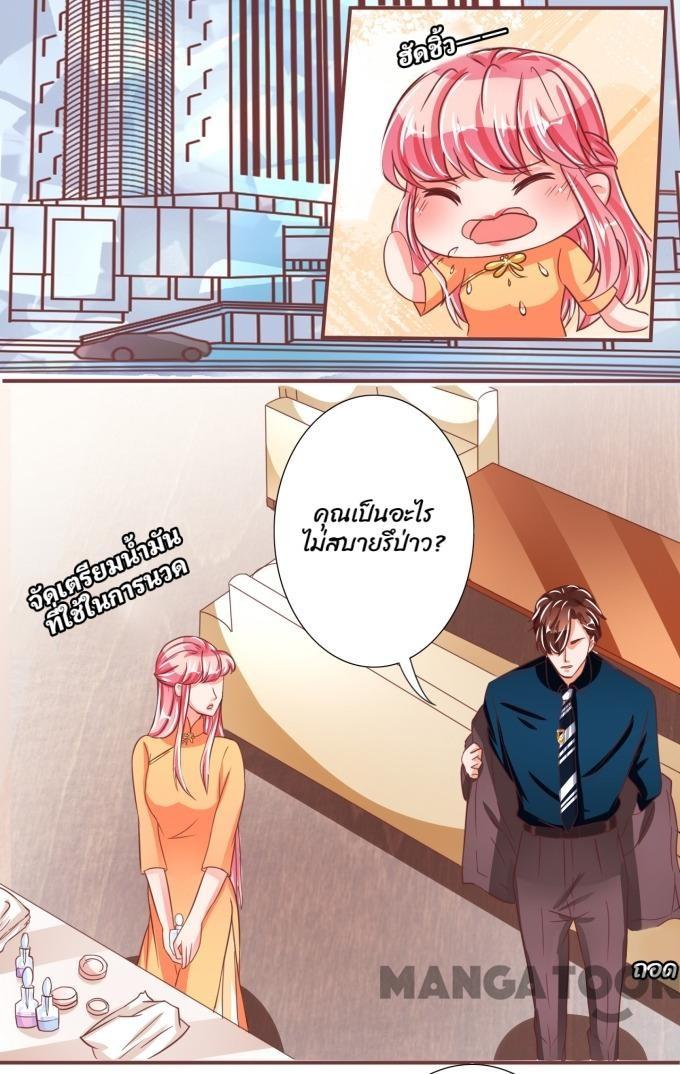 ฮัดชิ้ว——
คุณเป็นอะไร
ไม่สบายรึป่าว?
จัดเตรียมน้ำมัน
ที่ใช้ในการนวด
ถอด
MANGA TOON